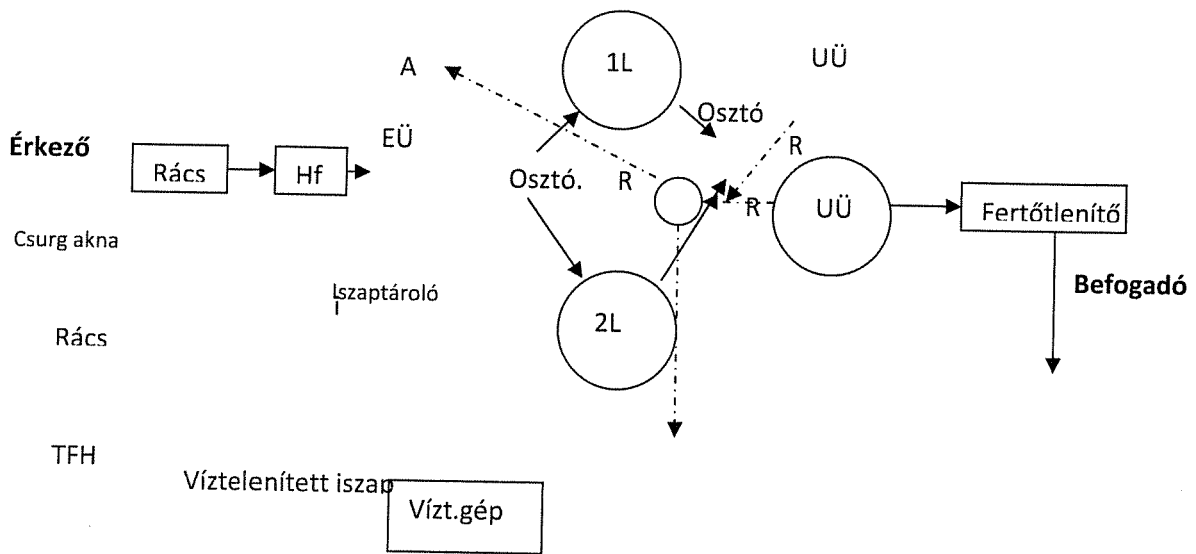 1L
UÜ
A
Osztó
EÜ
Érkező
Rács
Hf
Osztó.
R
R
R
UÜ
Fertőtlenítő
Csurg akna
Iszaptároló
Befogadó
2L
Rács
TFH
Víztelenített iszap
Vízt.gép